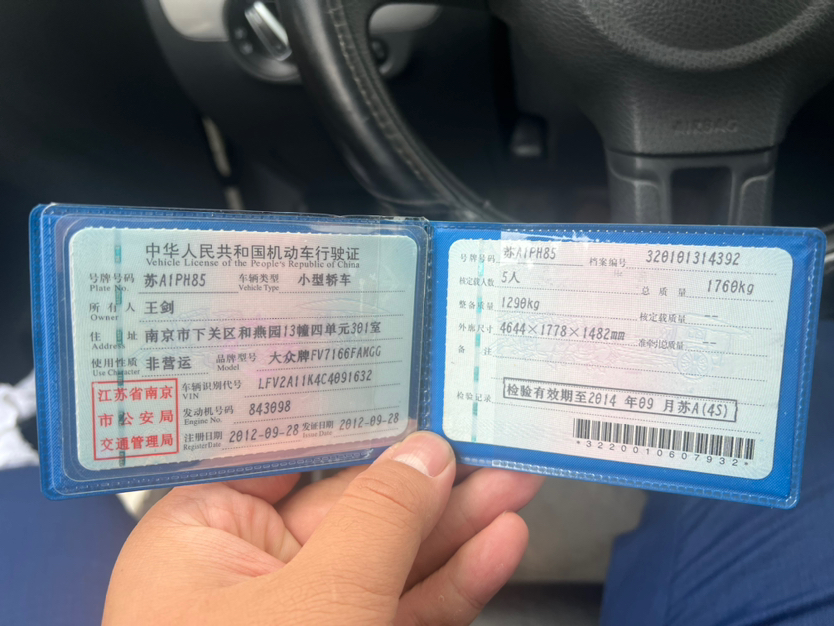 AIRBAG
中华人民共和国机动车行驶证
Vehicle License of the People's Republic of China
号牌号码 苏A1PH85 车辆类型 小型轿车
Plate No. Vehicle Type
所有人 王剑
Owner
住址 南京市下关区和燕园13幢四单元301室
Address
使用性质 非营运 品牌型号 大众牌FV7166FAMGG
Use Character Model
江苏省南京
市公安局
交通管理局
车辆识别代号 LFV2A11K4C4091632
VIN
发动机号码 843098
Engine No.
注册日期 2012-09-28 发证日期 2012-09-28
Register Date Issue Date
号牌号码 苏A1PH85 档案编号 320101314392
核定载人数 5人 总质量 1760kg
整备质量 1290kg 核定载质量 --
外廓尺寸 4644×1778×1482mm 准牵引总质量 --
备注
检验记录 检验有效期至2014年09月苏A(4S)
*3220010607932*